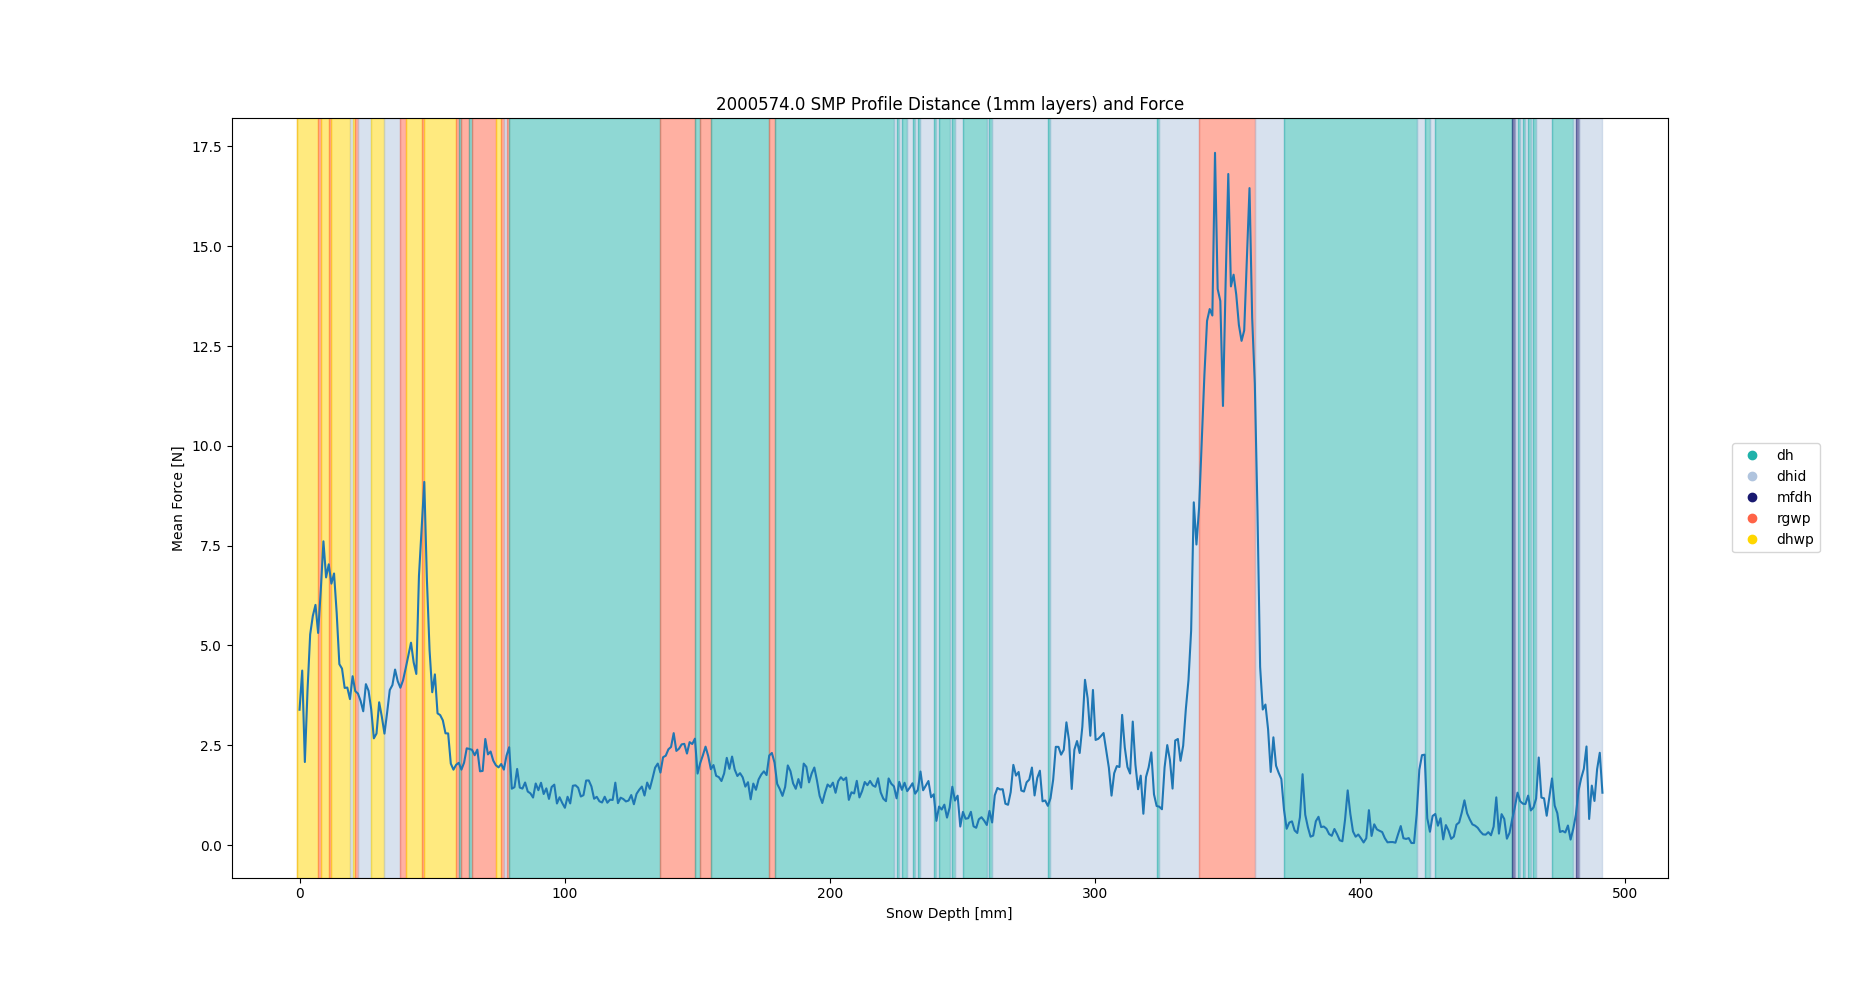 2000574.0 SMP Profile Distance (1mm layers) and Force
17.5
15.0
12.5
10.0
7.5
5.0
2.5
0.0
Mean Force [N]
0
100
200
300
400
500
Snow Depth [mm]
dh
dhid
mfdh
rgwp
dhwp